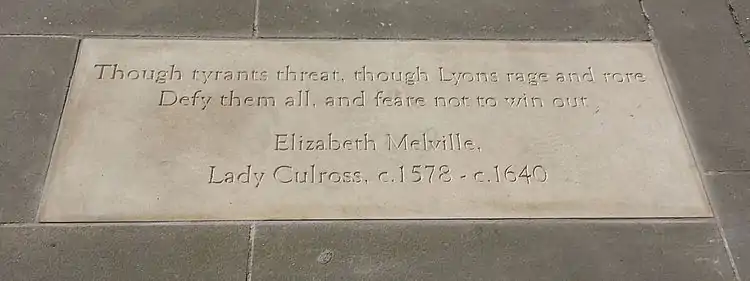 Though tyrants threat, though Lyons rage and rore
Defy them all, and feare not to win out
Elizabeth Melville,
Lady Culross, c.1578 - c.1640